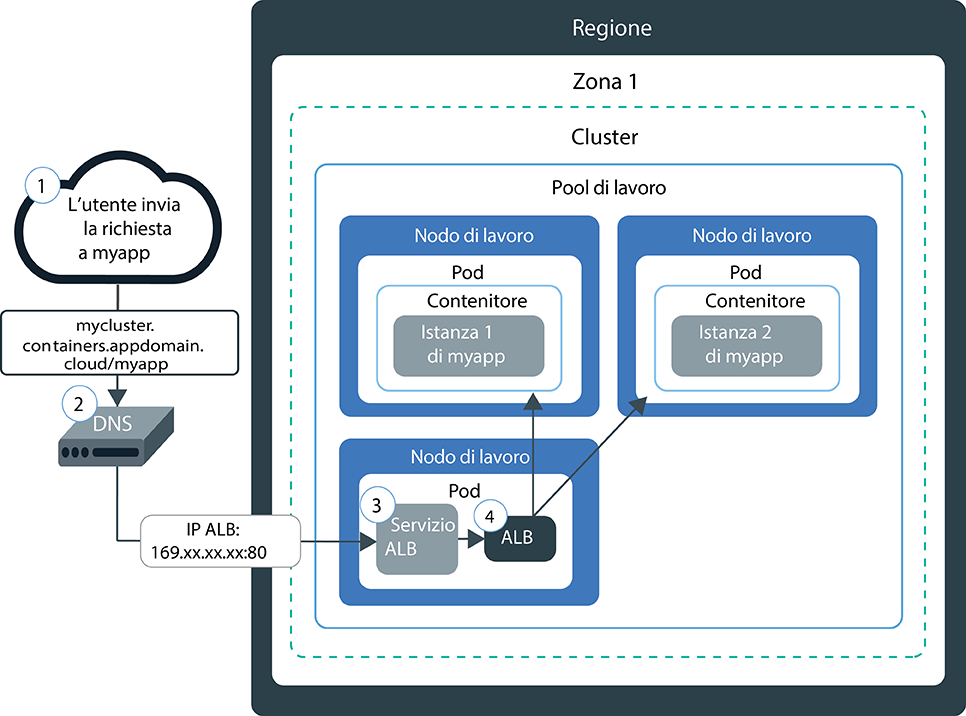 Regione
Zona 1
Cluster
Pool di lavoro
1
L'utente invia
la richiesta
a myapp
mycluster.
containers.appdomain.
cloud/myapp
2
DNS
IP ALB:
169.xx.xx.xx:80
Nodo di lavoro
Pod
Contenitore
Istanza 1
di myapp
Nodo di lavoro
Pod
Contenitore
Istanza 2
di myapp
Nodo di lavoro
Pod
3
Servizio
ALB
4
ALB